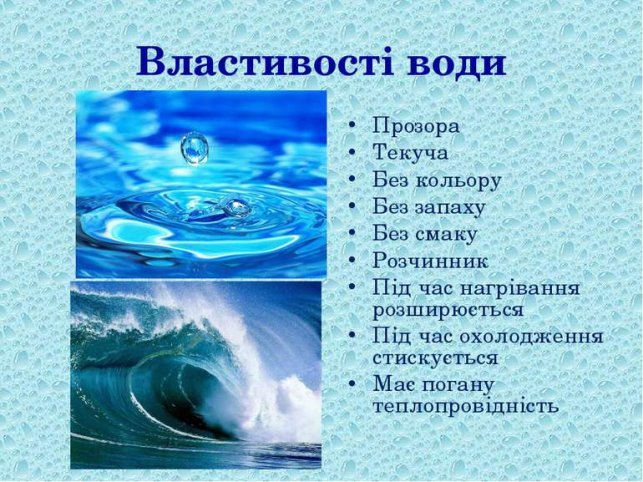 Властивості води
• Прозора
• Текуча
• Без кольору
• Без запаху
• Без смаку
• Розчинник
• Під час нагрівання
розширюється
• Під час охолодження
стискується
• Має погану
теплопровідність